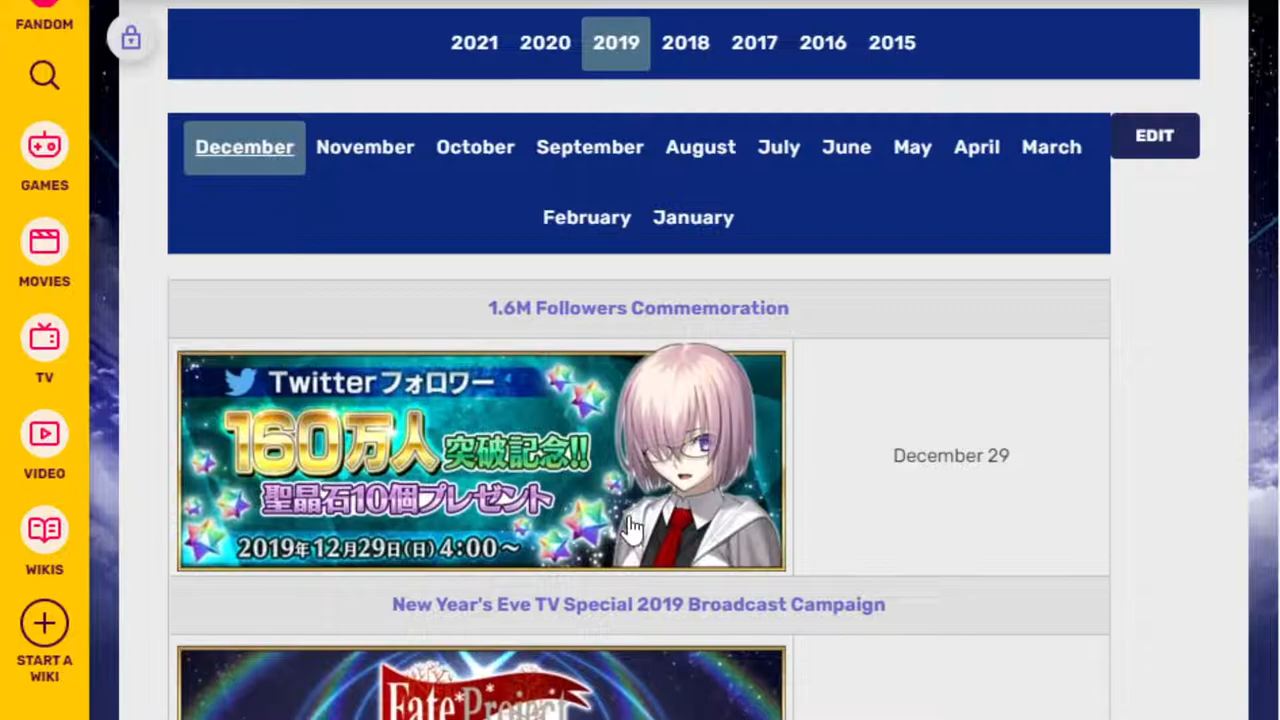 FANDOM
GAMES
MOVIES
TV
VIDEO
WIKIS
START A
WIKI
2021 2020 2019 2018 2017 2016 2015
December November October September August July June May April March
February January
EDIT
1.6M Followers Commemoration
Twitterフォロワー
160万人 突破記念!!
聖晶石10個プレゼント
2019年12月29日(日) 4:00~
December 29
New Year's Eve TV Special 2019 Broadcast Campaign
Fate Project